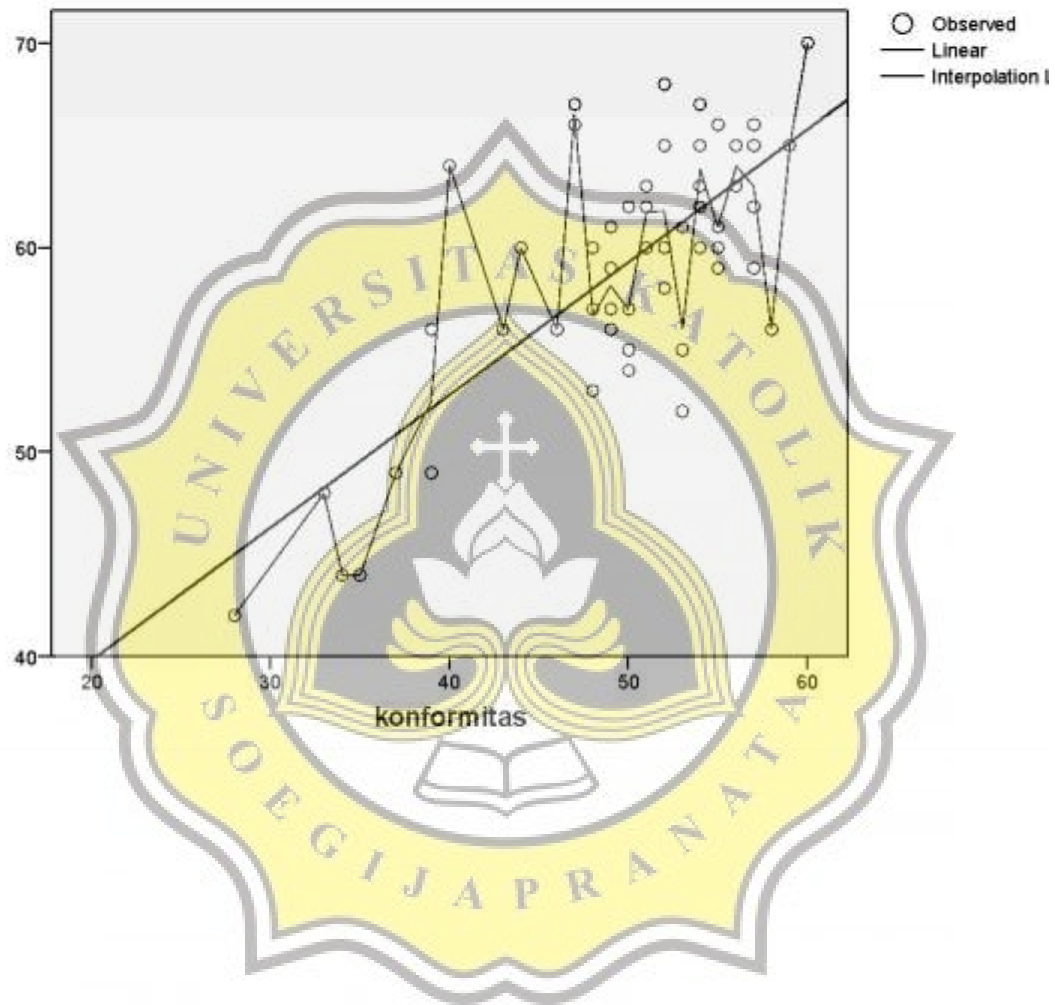 Observed
Linear
Interpolation L
70
60
50
40
20 30 40 50 60
konformitas
UNIVERSITAS KATOLIK
SOEGIJAPRANATA